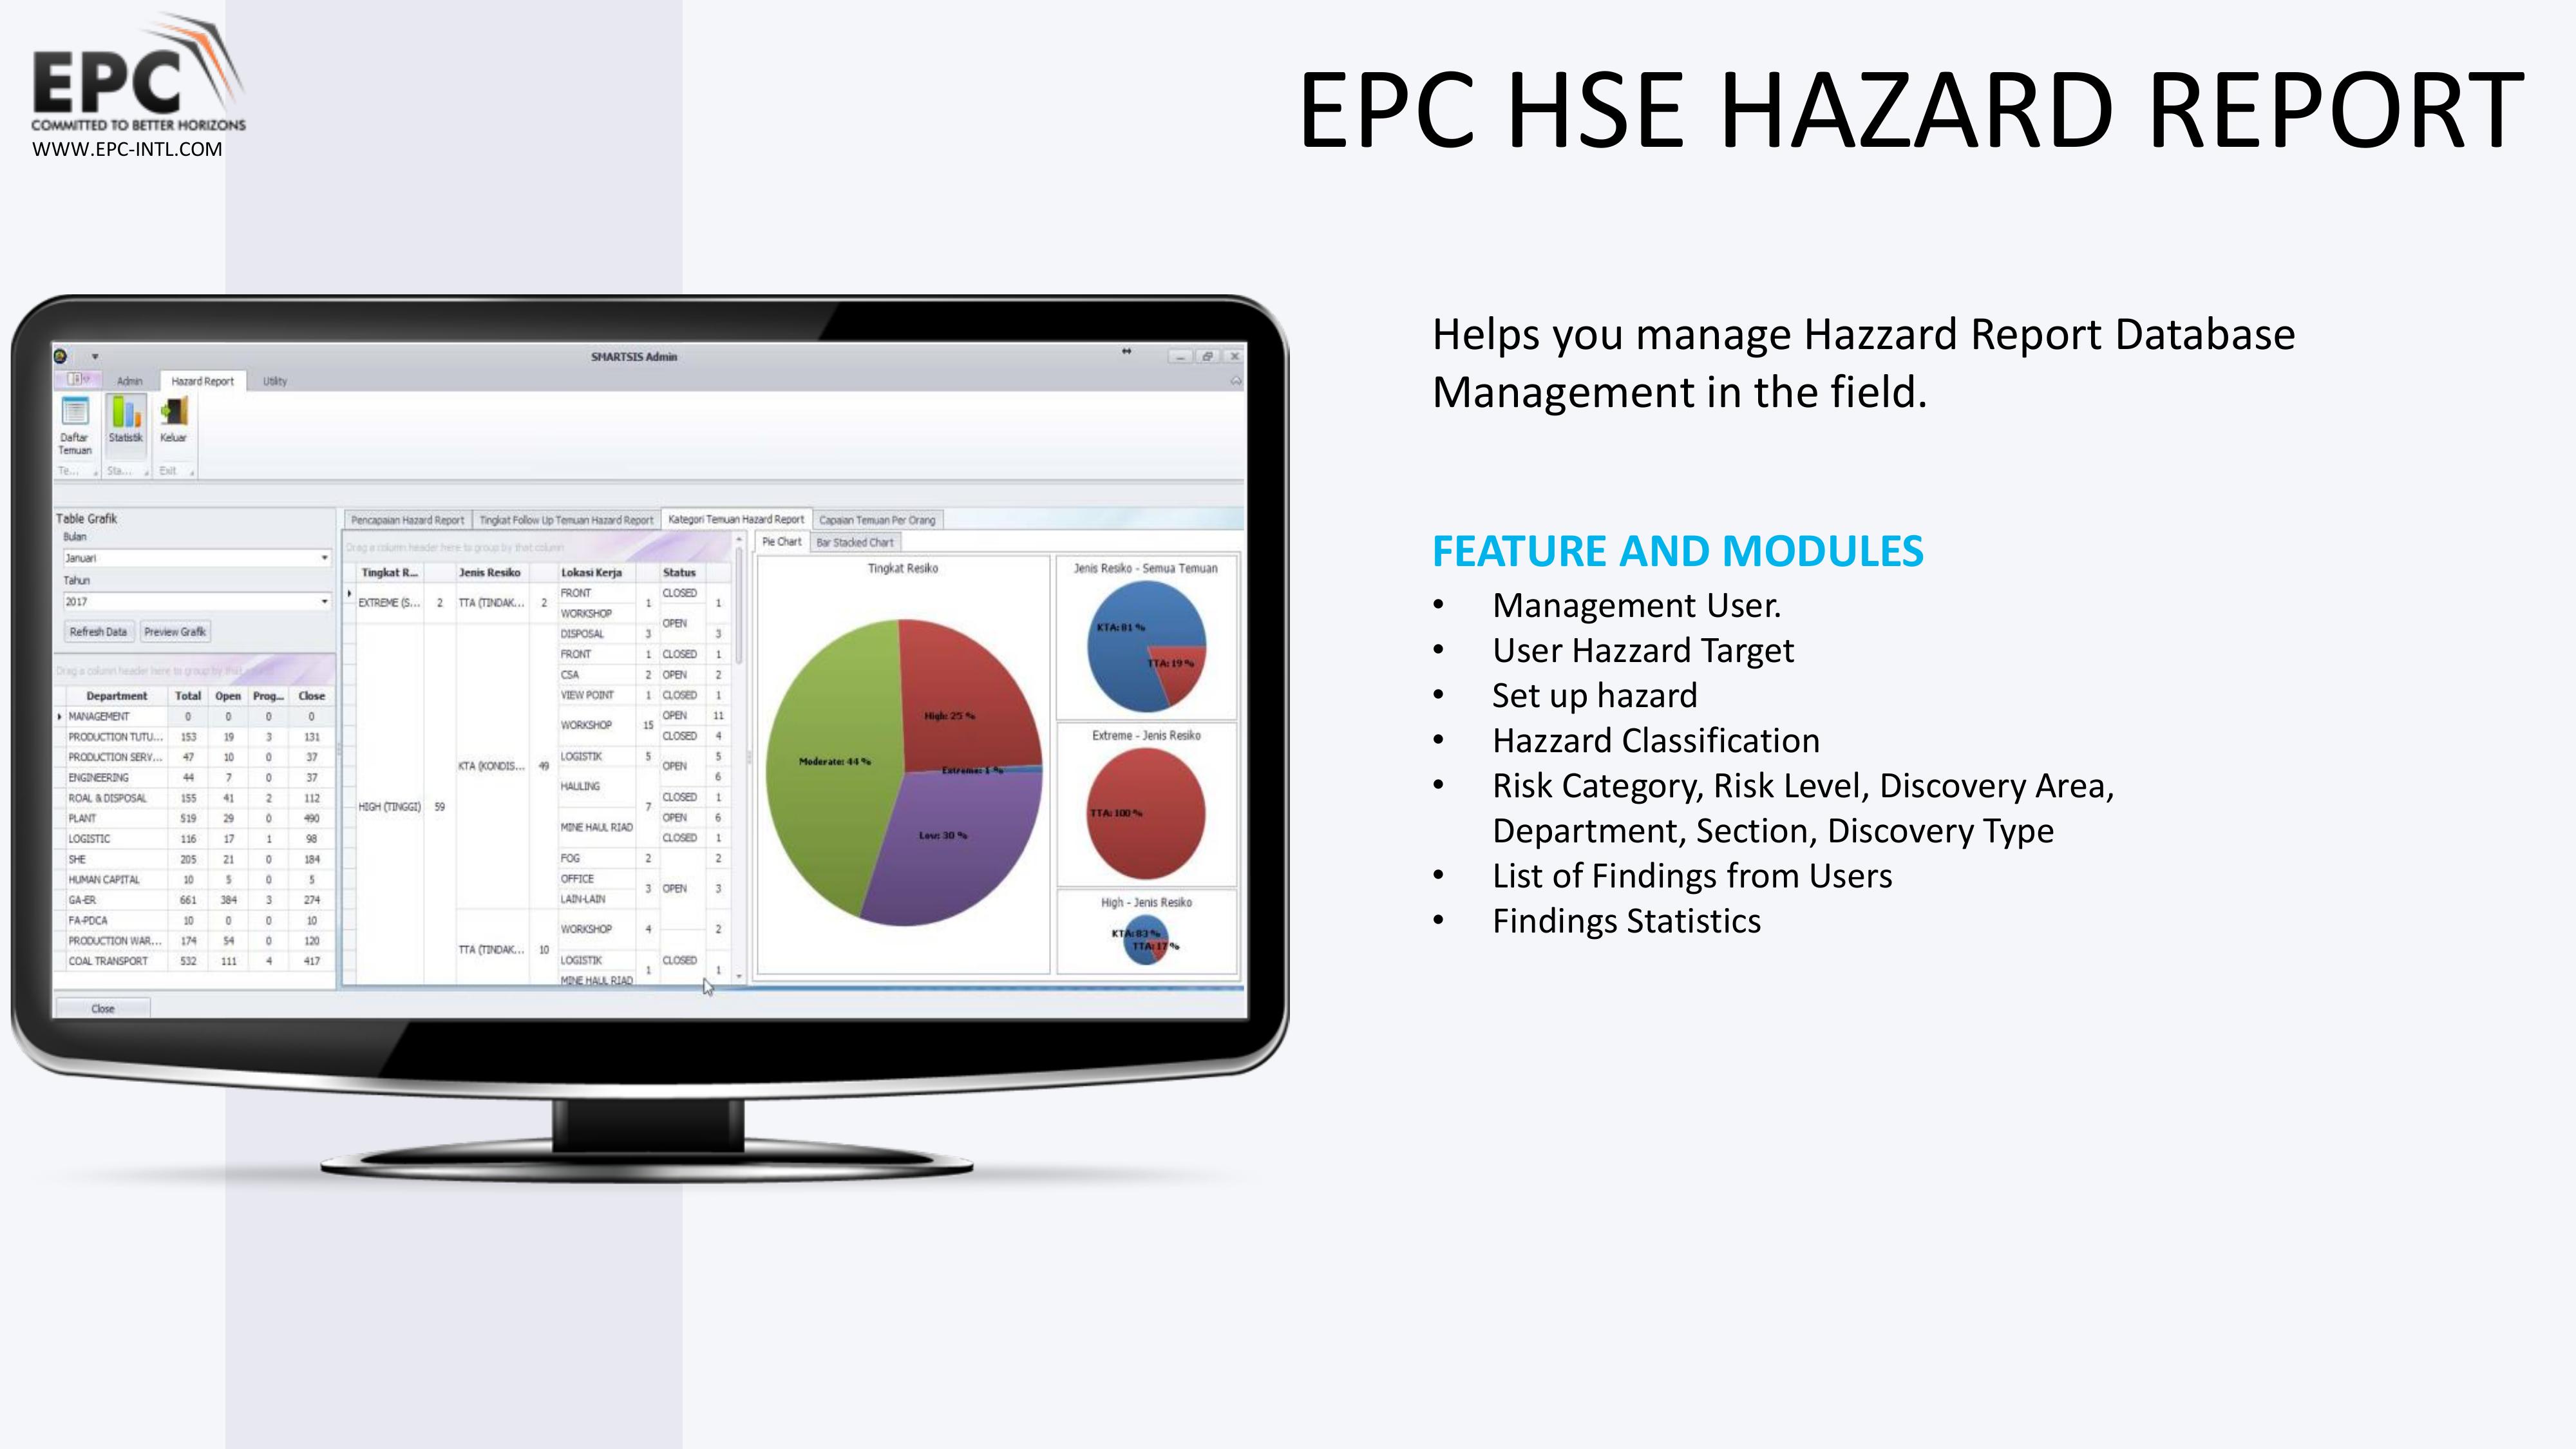 EPC
COMMITTED TO BETTER HORIZONS
WWW.EPC-INTL.COM
EPC HSE HAZARD REPORT
SMARTSIS Admin
Admin Hazard Report Utility
Daftar Temuan
Statistik
Keluar
Te... Sta... Exit
Table Grafik
Bulan
Januari
Tahun
2017
Refresh Data Preview Grafik
Drag a column header here to group by that
Department Total Open Prog... Close
MANAGEMENT 0 0 0 0
PRODUCTION TUTU... 153 19 3 131
PRODUCTION SERV... 47 10 0 37
ENGINEERING 44 7 0 37
ROAL & DISPOSAL 155 41 2 112
PLANT 519 29 0 490
LOGISTIC 116 17 1 98
SHE 205 21 0 184
HUMAN CAPITAL 10 5 0 5
GA-ER 661 384 3 274
FA-PDCA 10 0 0 10
PRODUCTION WAR... 174 54 0 120
COAL TRANSPORT 532 111 4 417
Close
Pencapaian Hazard Report Tingkat Follow Up Temuan Hazard Report Kategori Temuan Hazard Report Capaian Temuan Per Orang
Drag a column header here to group by that column
Tingkat R... Jenis Resiko Lokasi Kerja Status
EXTREME (S... 2 TTA (TINDAK... 2 FRONT 1 CLOSED 1
WORKSHOP OPEN
HIGH (TINGGI) 59 KTA (KONDIS... 49 DISPOSAL 3 3
FRONT 1 CLOSED 1
CSA 2 OPEN 2
VIEW POINT 1 CLOSED 1
WORKSHOP 15 OPEN 11
CLOSED 4
LOGISTIK 5 OPEN 5
HAULING 7 6
CLOSED 1
MINE HAUL RIAD OPEN 6
CLOSED 1
FOG 2 OPEN 2
OFFICE 3 3
LAIN-LAIN
TTA (TINDAK... 10 WORKSHOP 4 2
LOGISTIK 1 CLOSED 1
MINE HAUL RIAD
Pie Chart Bar Stacked Chart
Tingkat Resiko
High: 25 %
Moderate: 44 %
Extreme: 1 %
Low: 30 %
Jenis Resiko - Semua Temuan
KTA: 81 %
TTA: 19 %
Extreme - Jenis Resiko
TTA: 100 %
High - Jenis Resiko
KTA: 83 %
TTA: 17 %
Helps you manage Hazzard Report Database
Management in the field.
FEATURE AND MODULES
• Management User.
• User Hazzard Target
• Set up hazard
• Hazzard Classification
• Risk Category, Risk Level, Discovery Area,
Department, Section, Discovery Type
• List of Findings from Users
• Findings Statistics